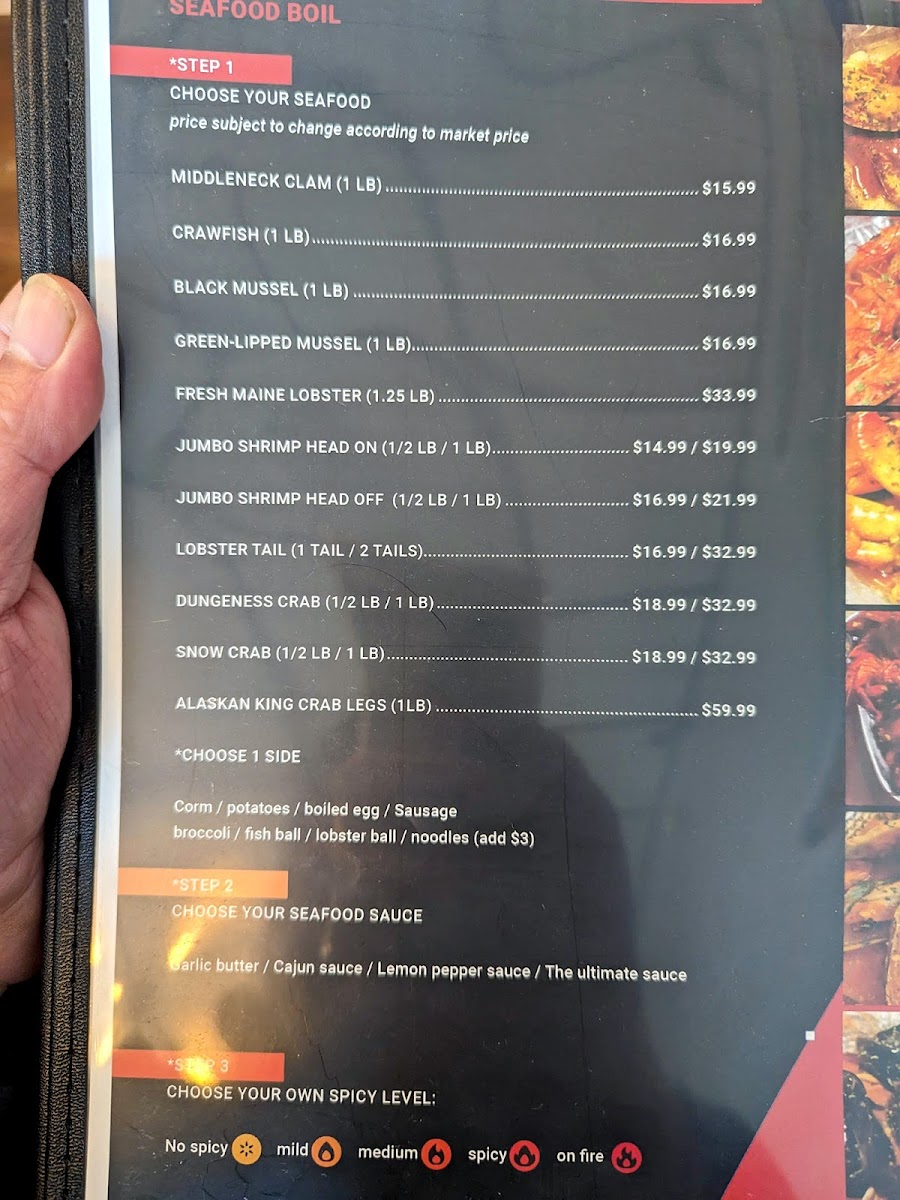 SEAFOOD BOIL
*STEP 1
CHOOSE YOUR SEAFOOD
price subject to change according to market price
MIDDLENECK CLAM (1 LB) $15.99
CRAWFISH (1 LB) $16.99
BLACK MUSSEL (1 LB) $16.99
GREEN-LIPPED MUSSEL (1 LB) $16.99
FRESH MAINE LOBSTER (1.25 LB) $33.99
JUMBO SHRIMP HEAD ON (1/2 LB / 1 LB) $14.99 / $19.99
JUMBO SHRIMP HEAD OFF (1/2 LB / 1 LB) $16.99 / $21.99
LOBSTER TAIL (1 TAIL / 2 TAILS) $16.99 / $32.99
DUNGENESS CRAB (1/2 LB / 1 LB) $18.99 / $32.99
SNOW CRAB (1/2 LB / 1 LB) $18.99 / $32.99
ALASKAN KING CRAB LEGS (1LB) $59.99
*CHOOSE 1 SIDE
Corm / potatoes / boiled egg / Sausage
broccoli / fish ball / lobster ball / noodles (add $3)
*STEP 2
CHOOSE YOUR SEAFOOD SAUCE
Garlic butter / Cajun sauce / Lemon pepper sauce / The ultimate sauce
*STEP 3
CHOOSE YOUR OWN SPICY LEVEL:
No spicy mild medium spicy on fire